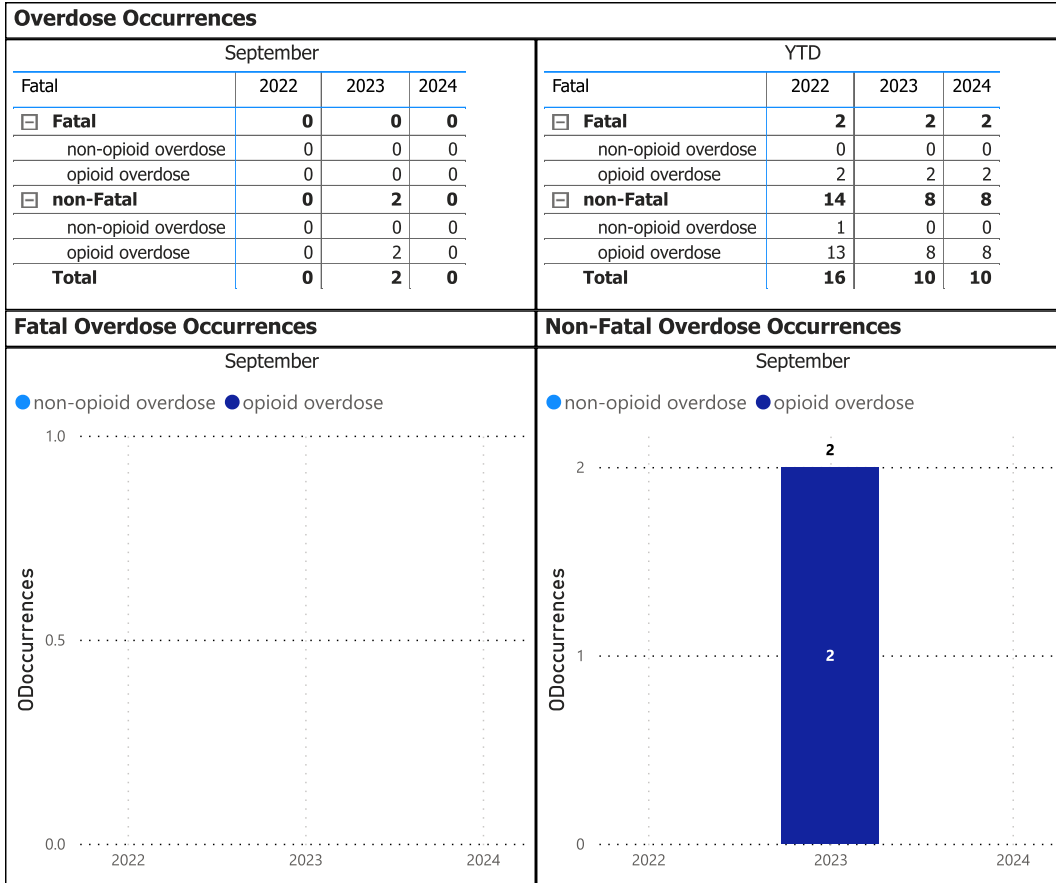 Overdose Occurrences
September
Fatal 2022 2023 2024
Fatal 0 0 0
non-opioid overdose 0 0 0
opioid overdose 0 0 0
non-Fatal 0 2 0
non-opioid overdose 0 0 0
opioid overdose 0 2 0
Total 0 2 0
YTD
Fatal 2022 2023 2024
Fatal 2 2 2
non-opioid overdose 0 0 0
opioid overdose 2 2 2
non-Fatal 14 8 8
non-opioid overdose 1 0 0
opioid overdose 13 8 8
Total 16 10 10
Fatal Overdose Occurrences
September
non-opioid overdose opioid overdose
1.0
0.5
0.0
ODoccurrences
2022 2023 2024
Non-Fatal Overdose Occurrences
September
non-opioid overdose opioid overdose
2
2
1
2
0
ODoccurrences
2022 2023 2024